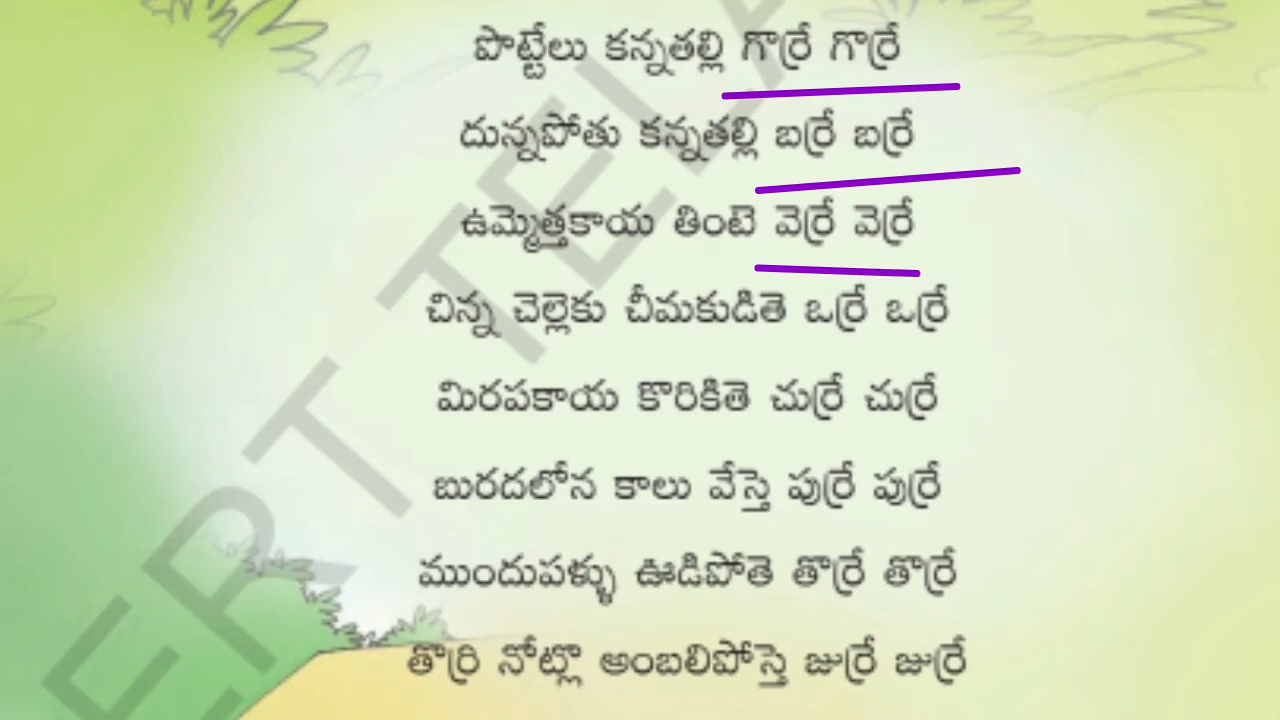 పొట్టేలు కన్నతల్లి గొర్రే గొర్రే
దున్నపోతు కన్నతల్లి బర్రే బర్రే
ఉమ్మెత్తకాయ తింటె వెర్రే వెర్రే
చిన్న చెల్లెకు చీమకుడితె ఒర్రే ఒర్రే
మిరపకాయ కొరికితె చుర్రే చుర్రే
బురదలోన కాలు వేస్తె పుర్రే పుర్రే
ముందుపళ్ళు ఊడిపోతె తొర్రే తొర్రే
తొర్రి నోట్లొ అంబలిపోస్తె జుర్రే జుర్రే